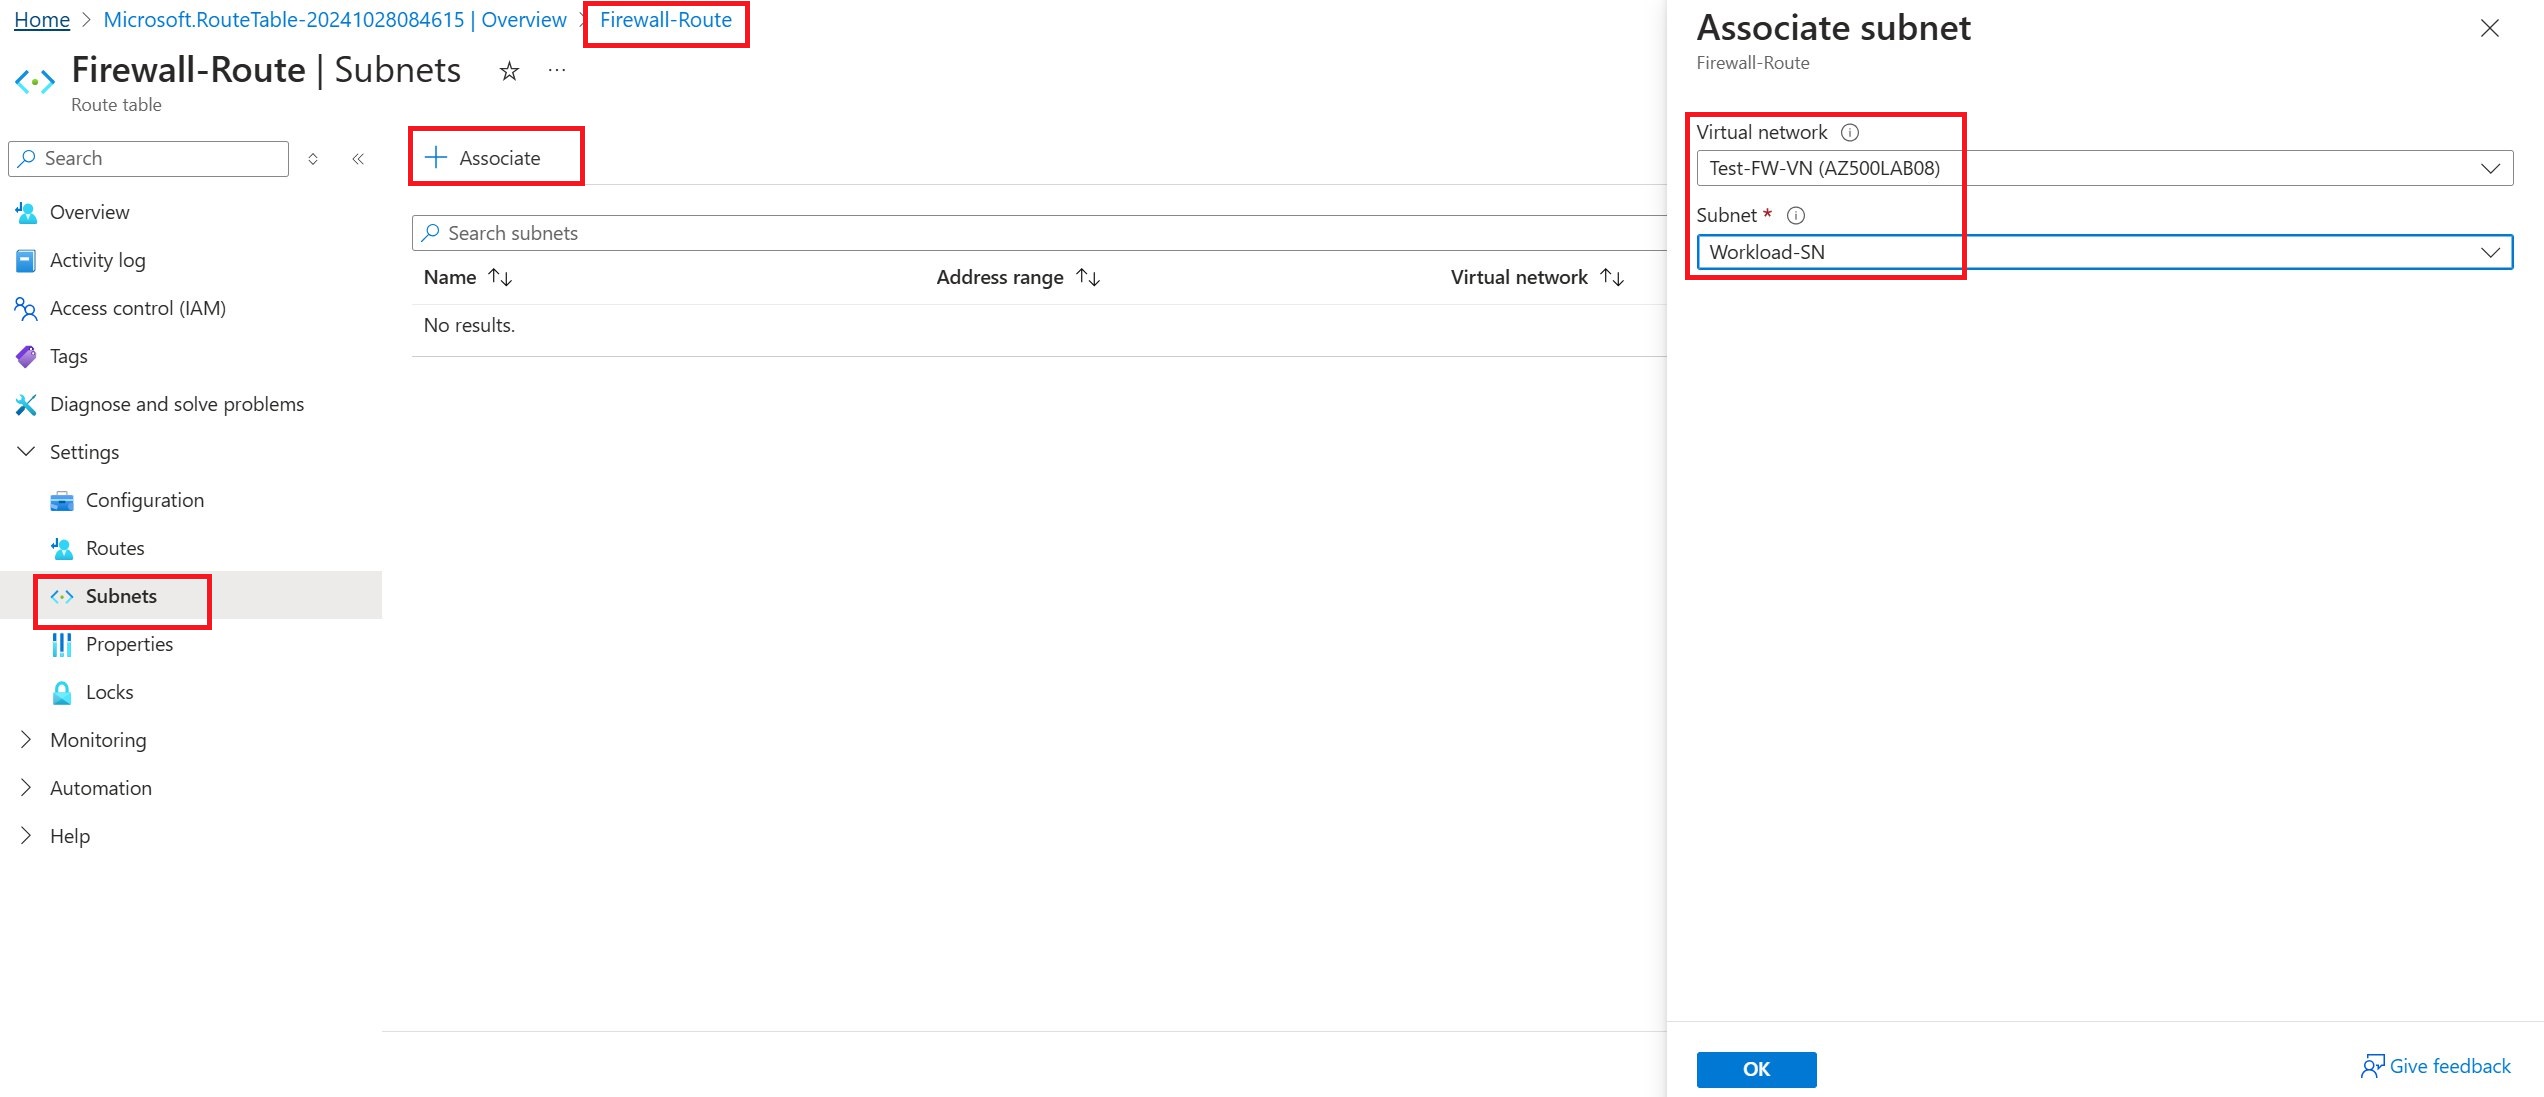 Home > Microsoft.RouteTable-20241028084615 | Overview > Firewall-Route
Firewall-Route | Subnets
Route table
Search
Overview
Activity log
Access control (IAM)
Tags
Diagnose and solve problems
Settings
Configuration
Routes
Subnets
Properties
Locks
Monitoring
Automation
Help
Associate
Search subnets
Name Address range Virtual network
No results.
Associate subnet
Firewall-Route
Virtual network
Test-FW-VN (AZ500LAB08)
Subnet *
Workload-SN
OK
Give feedback